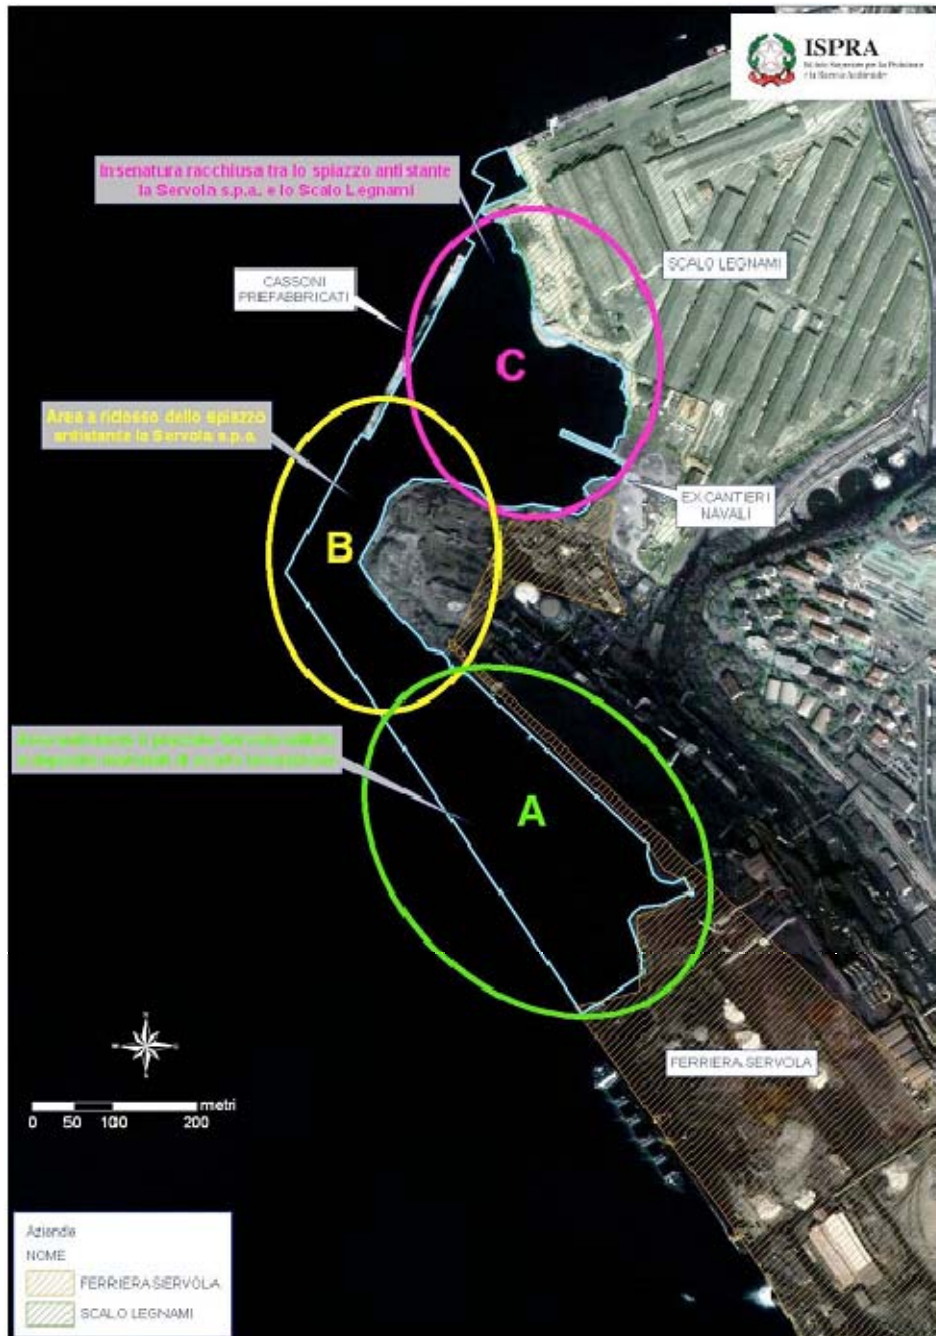 ISPRA
Insenatura racchiusa tra lo spiazzo antistante
la Servola s.p.a. e lo Scalo Legnami
SCALO LEGNAMI
CASSONI
PREFABBRICATI
C
Area a ridosso dello spiazzo
antistante la Servola s.p.a.
EX CANTIERI
NAVALI
B
A
FERRIERA SERVOLA
metri
0 50 100 200
Aziende
NOME
FERRIERA SERVOLA
SCALO LEGNAMI